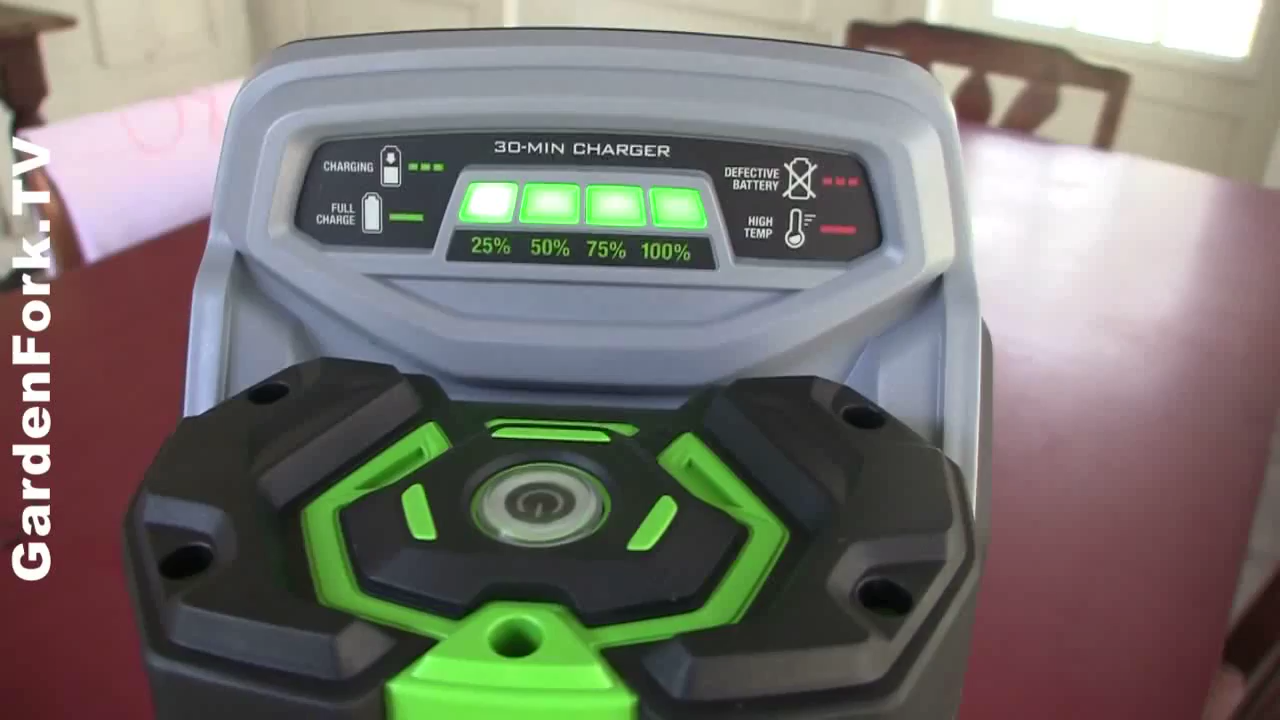 GardenFork.TV
30-MIN CHARGER
CHARGING
FULL
CHARGE
25% 50% 75% 100%
DEFECTIVE
BATTERY
HIGH
TEMP